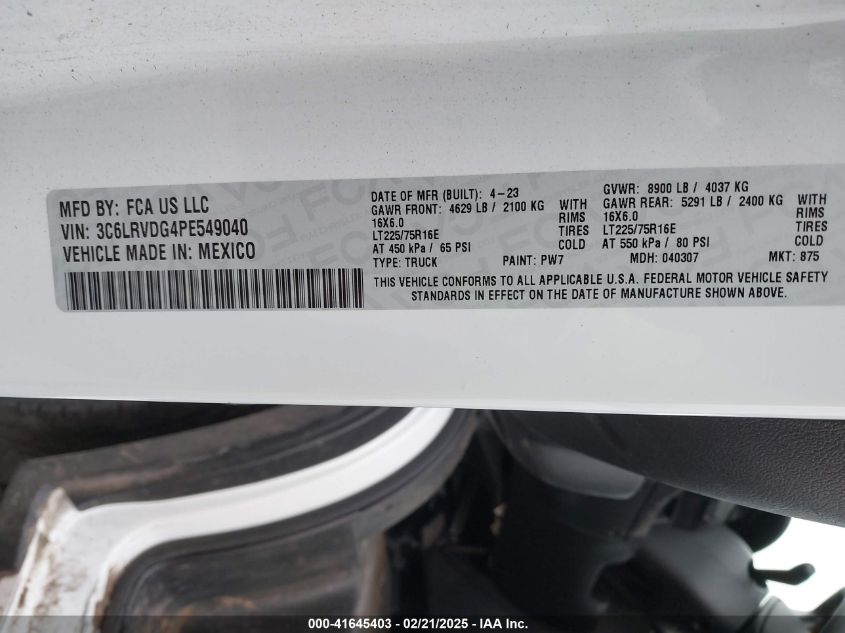 MFD BY: FCA US LLC
VIN: 3C6LRVDG4PE549040
VEHICLE MADE IN: MEXICO
DATE OF MFR (BUILT): 4-23
GAWR FRONT: 4629 LB / 2100 KG WITH
16X6.0 RIMS
LT225/75R16E TIRES
AT 450 kPa / 65 PSI COLD
TYPE: TRUCK PAINT: PW7
GVWR: 8900 LB / 4037 KG
GAWR REAR: 5291 LB / 2400 KG WITH
16X6.0 RIMS
LT225/75R16E TIRES
AT 550 kPa / 80 PSI COLD
MDH: 040307 MKT: 875
THIS VEHICLE CONFORMS TO ALL APPLICABLE U.S.A. FEDERAL MOTOR VEHICLE SAFETY
STANDARDS IN EFFECT ON THE DATE OF MANUFACTURE SHOWN ABOVE.
000-41645403 - 02/21/2025 - IAA Inc.